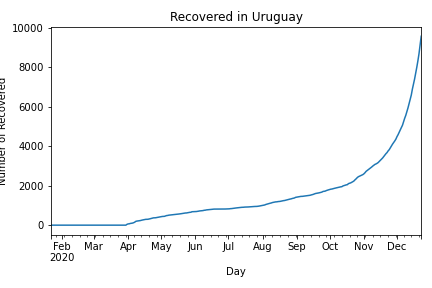 Recovered in Uruguay
10000
8000
6000
4000
2000
0
Number of Recovered
Feb Mar Apr May Jun Jul Aug Sep Oct Nov Dec
2020
Day